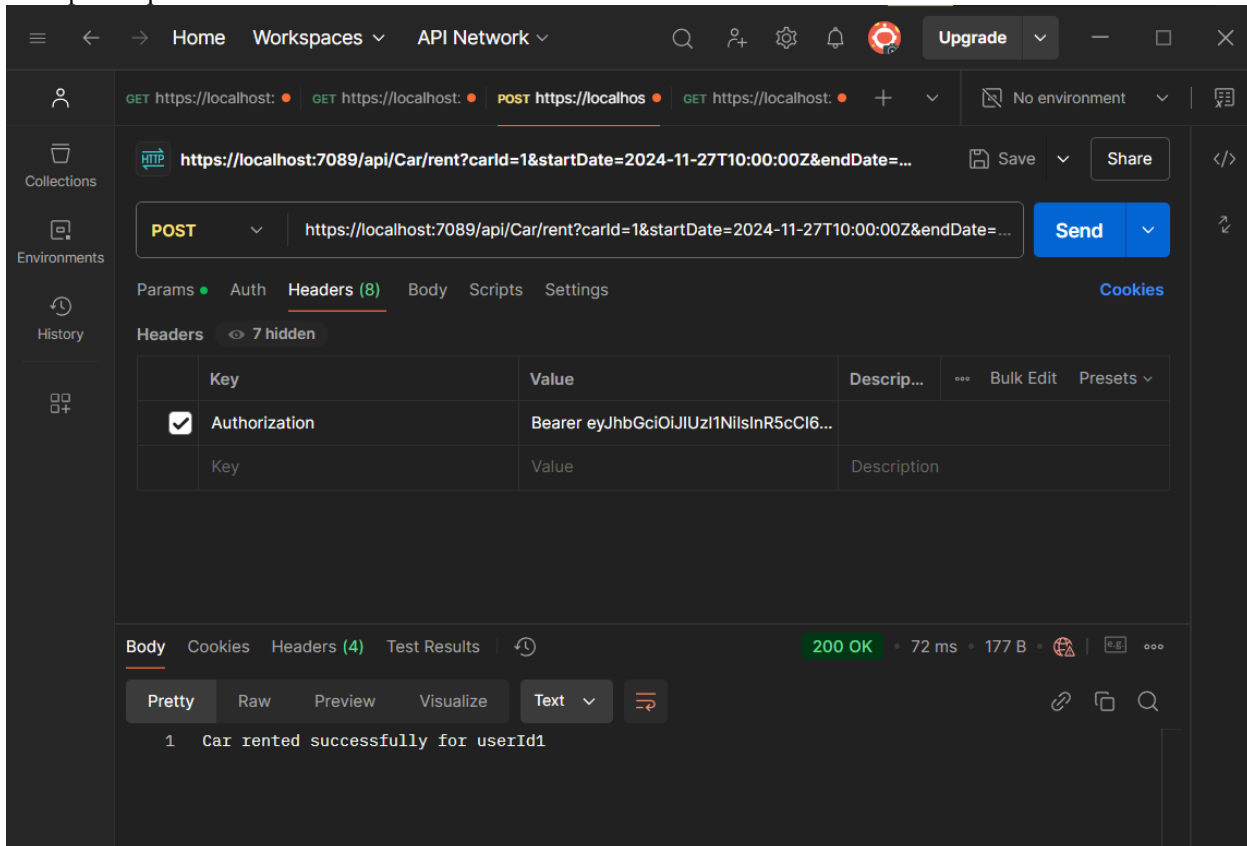 Home Workspaces API Network Upgrade
GET https://localhost: GET https://localhost: POST https://localhos GET https://localhost: No environment
HTTP https://localhost:7089/api/Car/rent?carId=1&startDate=2024-11-27T10:00:00Z&endDate=... Save Share
Collections
POST https://localhost:7089/api/Car/rent?carId=1&startDate=2024-11-27T10:00:00Z&endDate=... Send
Environments
Params Auth Headers (8) Body Scripts Settings Cookies
History
Headers 7 hidden
Key Value Descrip... Bulk Edit Presets
Authorization Bearer eyJhbGciOiJIUzI1NiIsInR5cCI6...
Key Value Description
Body Cookies Headers (4) Test Results 200 OK • 72 ms • 177 B e.g.
Pretty Raw Preview Visualize Text
1 Car rented successfully for userId1